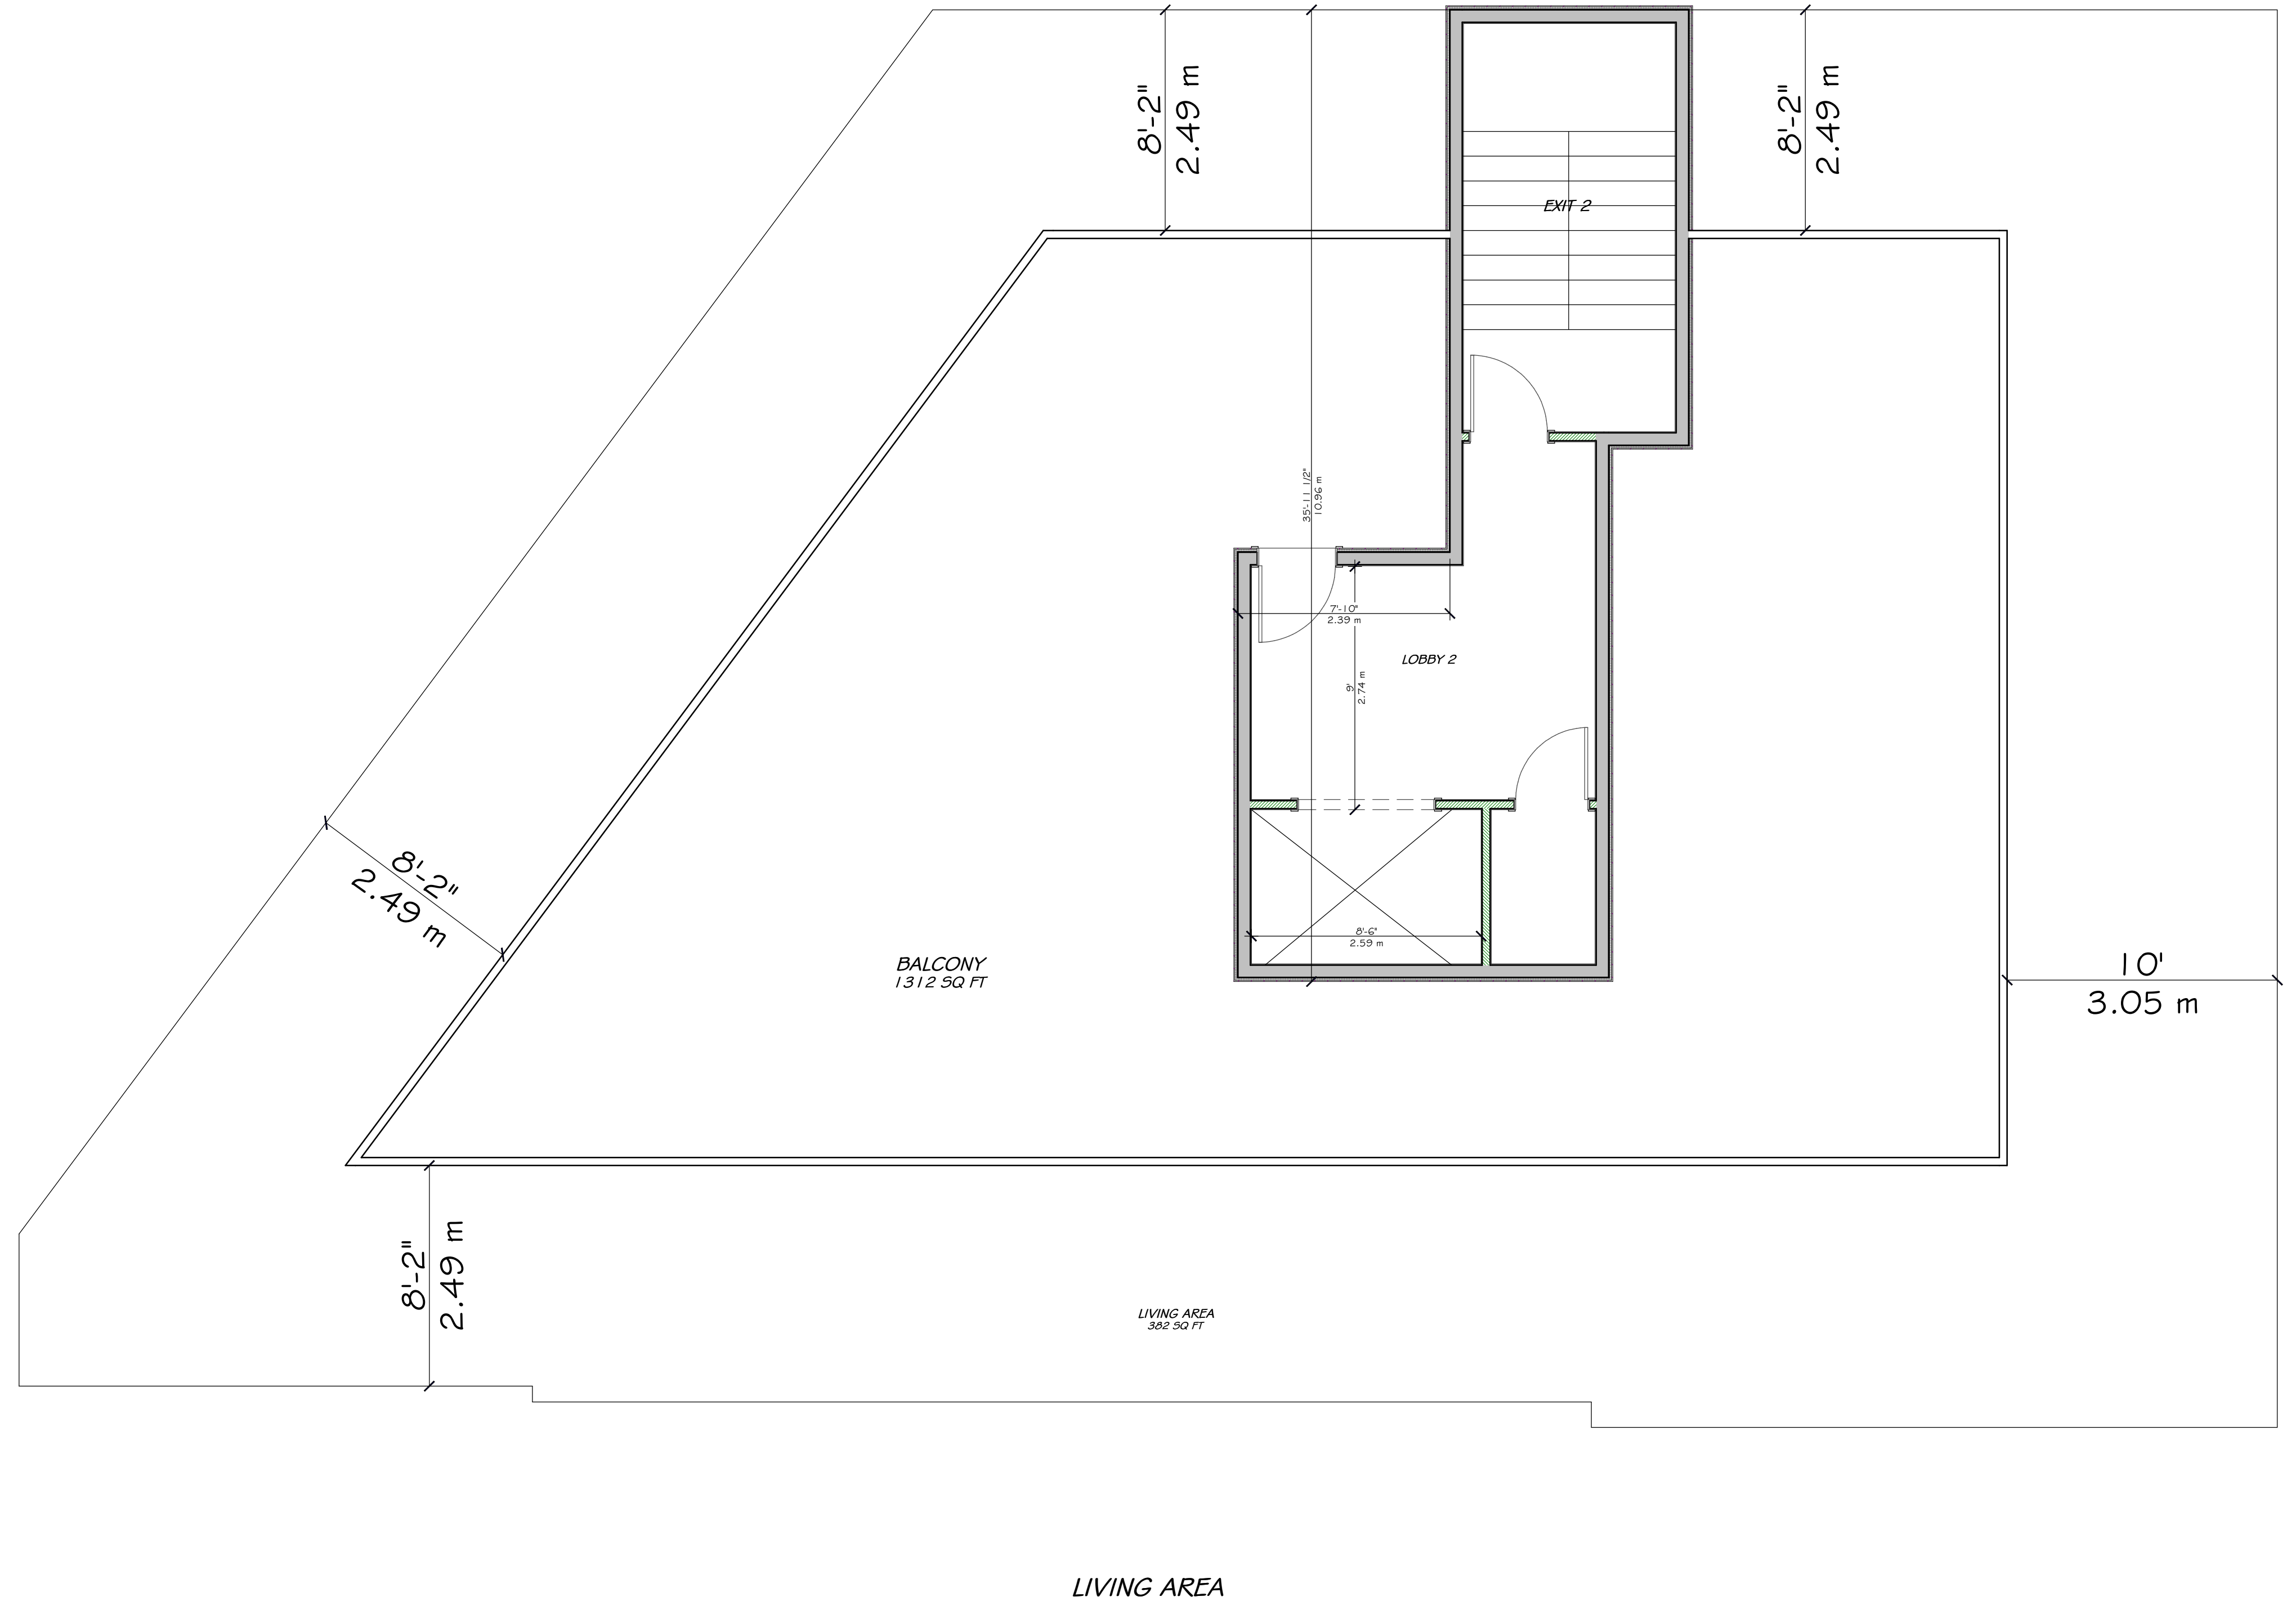 8'-2"
2.49 m
8'-2"
2.49 m
EXIT 2
35'-11 1/2"
10.96 m
7'-10"
2.39 m
LOBBY 2
9'
2.74 m
8'-2"
2.49 m
8'-6"
2.59 m
BALCONY
1312 SQ FT
10'
3.05 m
8'-2"
2.49 m
LIVING AREA
382 SQ FT
LIVING AREA